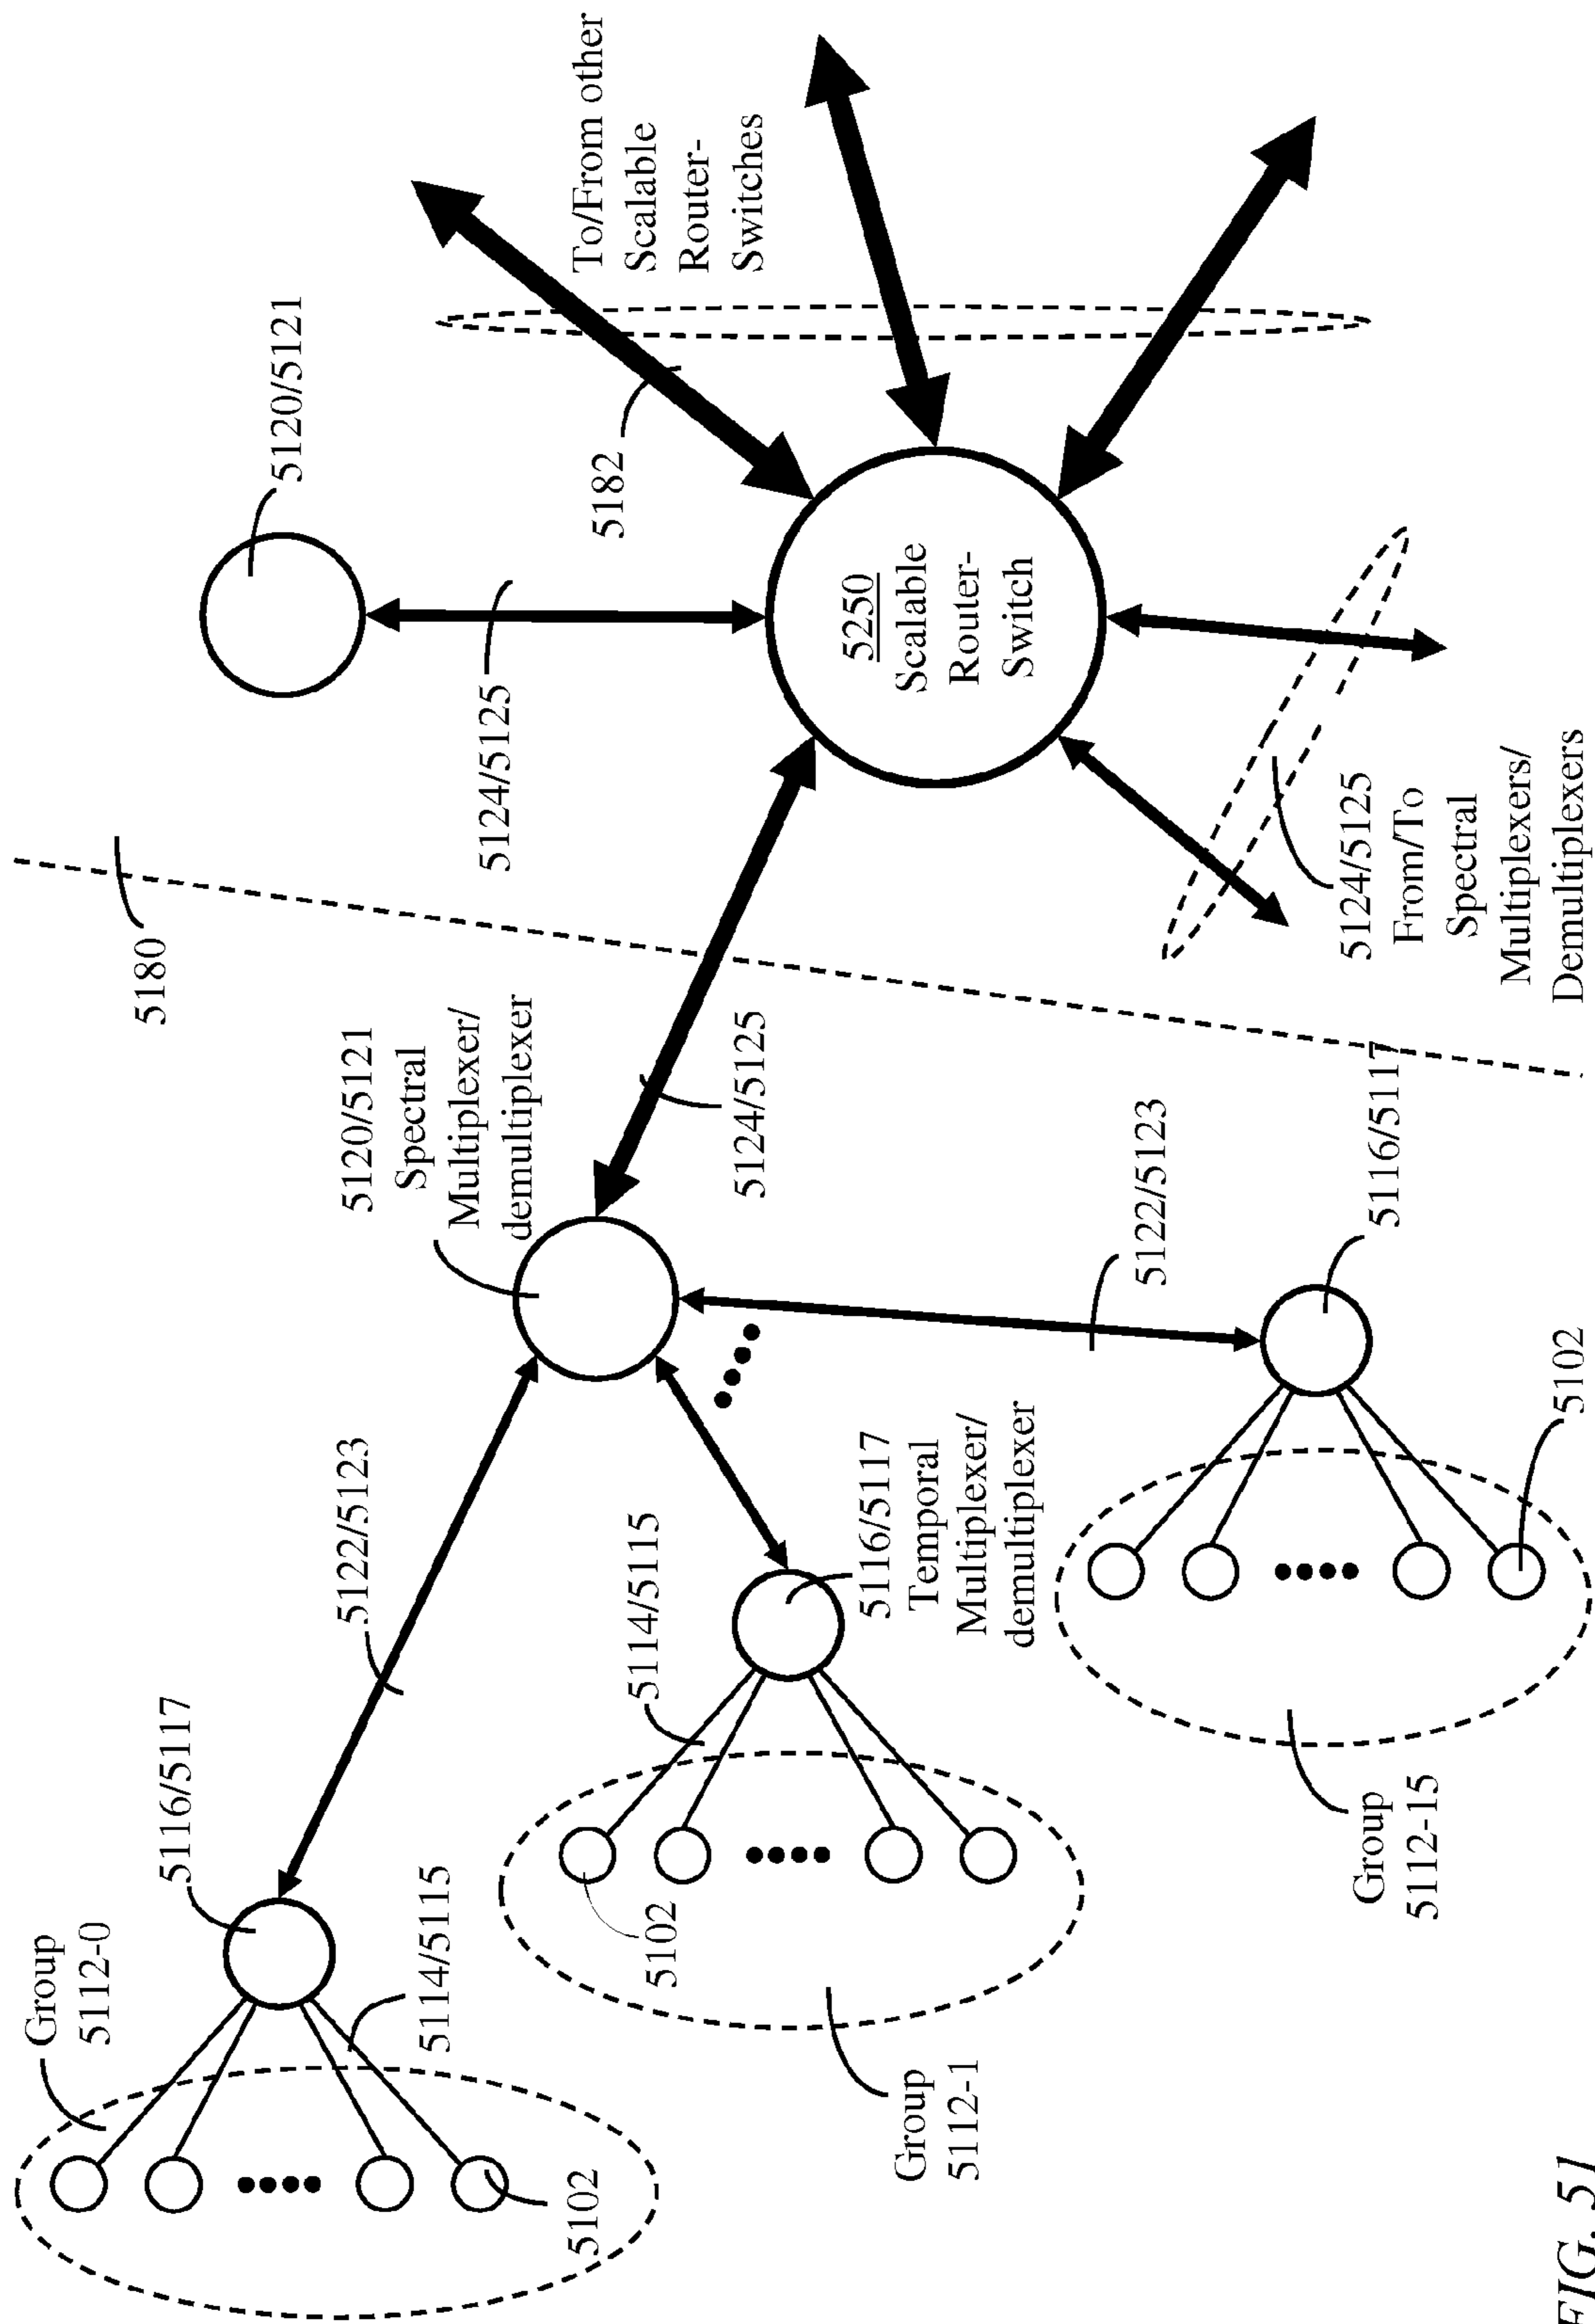 Group
5112-0
5116/5117
5180
5120/5121
5122/5123
5120/5121
Spectral
Multiplexer/
demultiplexer
5114/5115
5124/5125
5182
To/From other
Scalable
Router-
Switches
5102
5114/5115
5102
5124/5125
5250
Scalable
Router-
Switch
5116/5117
Temporal
Multiplexer/
demultiplexer
Group
5112-1
5122/5123
5124/5125
From/To
Spectral
Multiplexers/
Demultiplexers
5116/5117
Group
5112-15
5102
FIG. 51